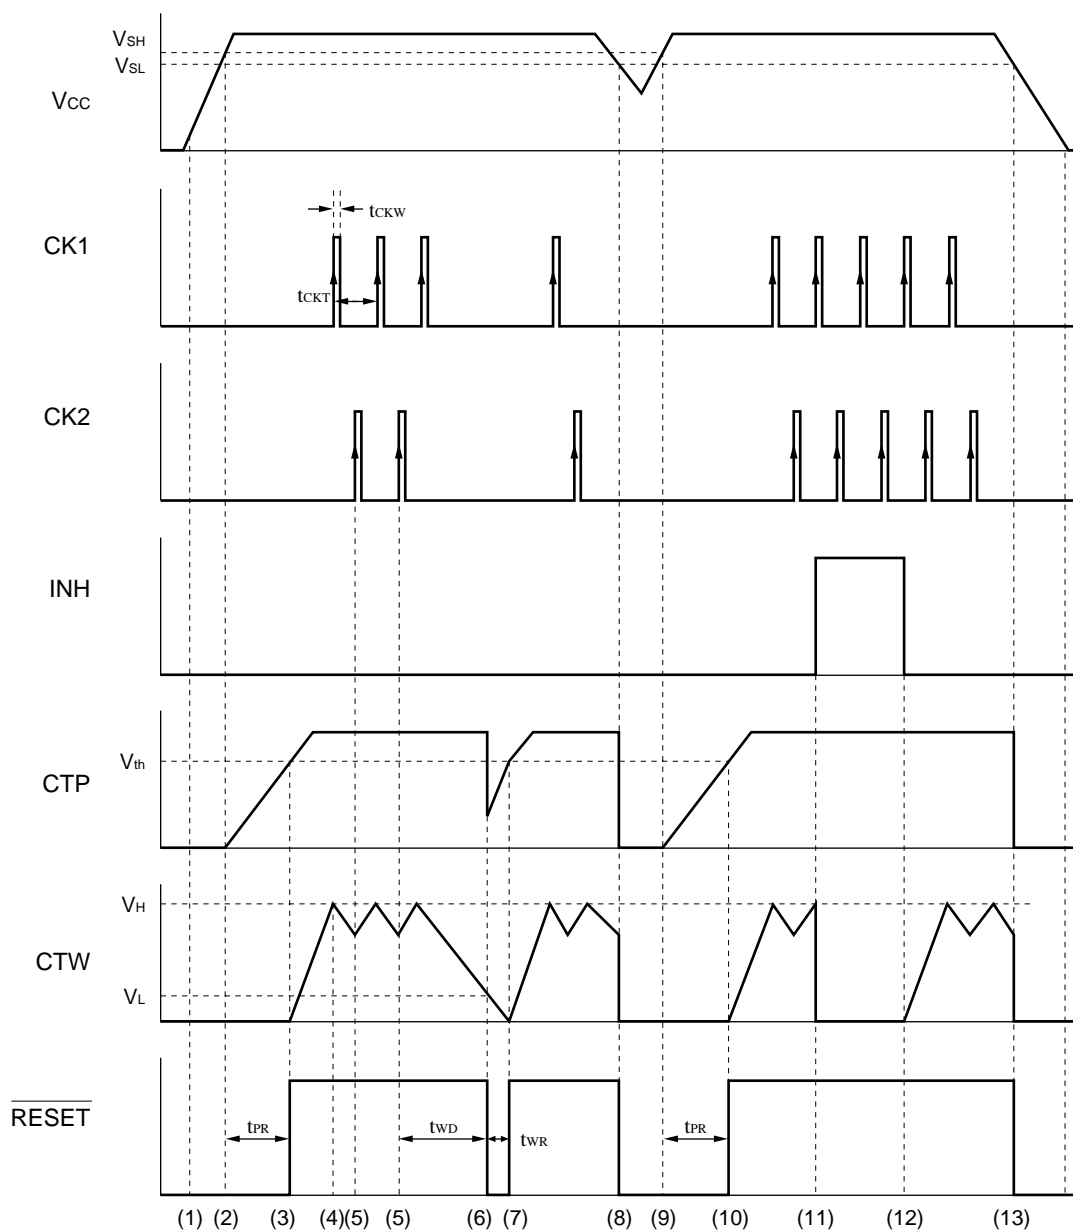 VSH
VSL
VCC
CK1
tCKW
tCKT
CK2
INH
Vth
CTP
VH
CTW
VL
RESET
tPR
tWD
tWR
tPR
(1) (2) (3) (4) (5) (5) (6) (7) (8) (9) (10) (11) (12) (13)